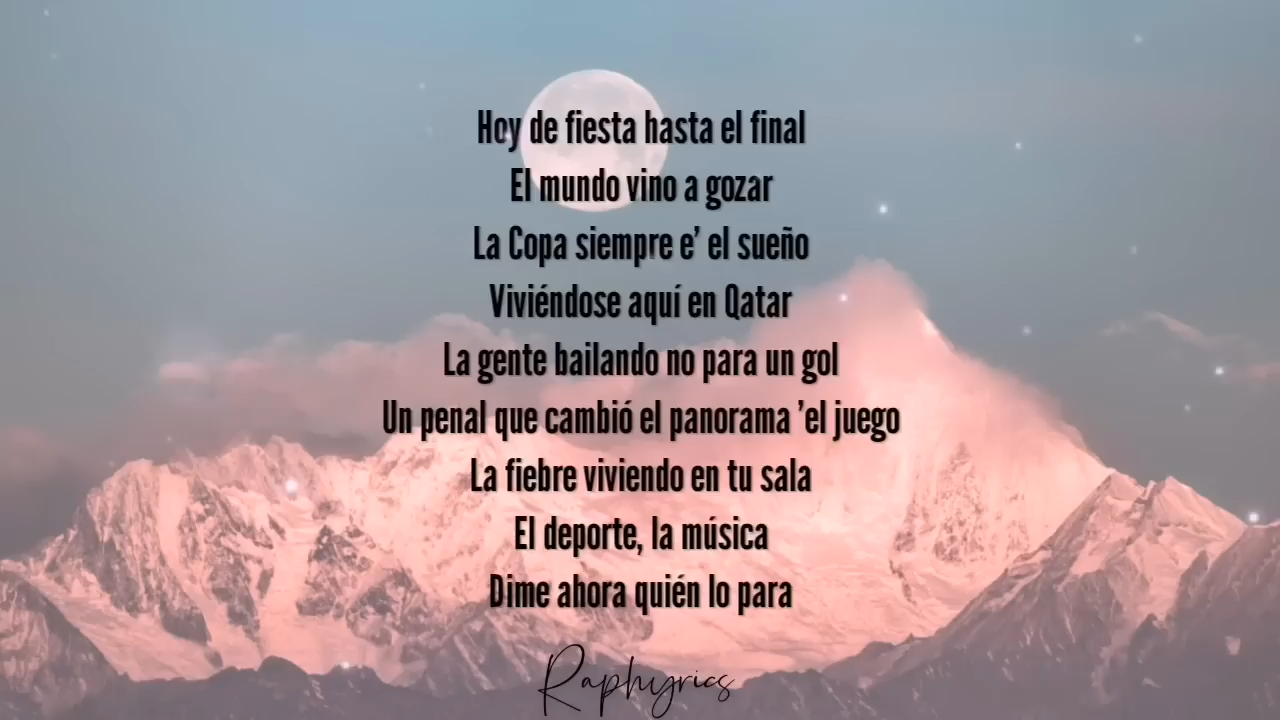 Hoy de fiesta hasta el final
El mundo vino a gozar
La Copa siempre e' el sueño
Viviéndose aquí en Qatar
La gente bailando no para un gol
Un penal que cambió el panorama 'el juego
La fiebre viviendo en tu sala
El deporte, la música
Dime ahora quién lo para
Raphyrics